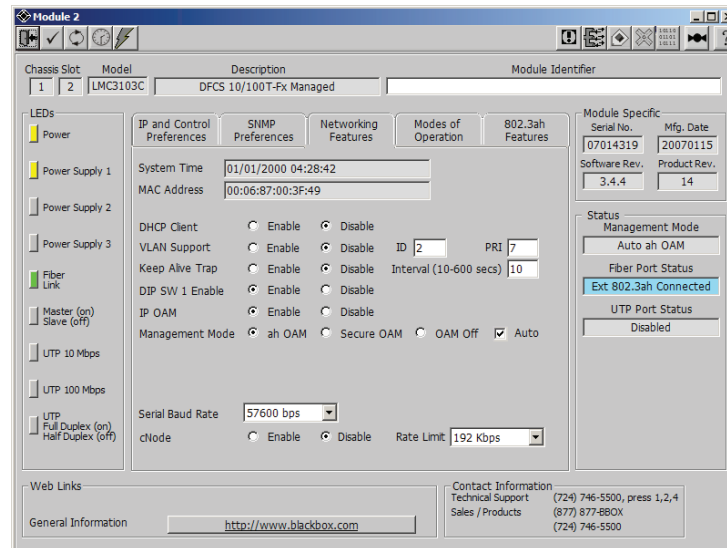 Module 2
Chassis Slot Model Description Module Identifier
1 2 LMC3103C DFCS 10/100T-Fx Managed
LEDs
Power
Power Supply 1
Power Supply 2
Power Supply 3
Fiber
Link
Master (on)
Slave (off)
UTP 10 Mbps
UTP 100 Mbps
UTP
Full Duplex (on)
Half Duplex (off)
IP and Control
Preferences
SNMP
Preferences
Networking
Features
Modes of
Operation
802.3ah
Features
System Time 01/01/2000 04:28:42
MAC Address 00:06:87:00:3F:49
DHCP Client Enable Disable
VLAN Support Enable Disable ID 2 PRI 7
Keep Alive Trap Enable Disable Interval (10-600 secs) 10
DIP SW 1 Enable Enable Disable
IP OAM Enable Disable
Management Mode ah OAM Secure OAM OAM Off Auto
Serial Baud Rate 57600 bps
cNode Enable Disable Rate Limit 192 Kbps
Module Specific
Serial No. Mfg. Date
07014319 20070115
Software Rev. Product Rev.
3.4.4 14
Status
Management Mode
Auto ah OAM
Fiber Port Status
Ext 802.3ah Connected
UTP Port Status
Disabled
Web Links
General Information http://www.blackbox.com
Contact Information
Technical Support (724) 746-5500, press 1,2,4
Sales / Products (877) 877-BBOX
(724) 746-5500